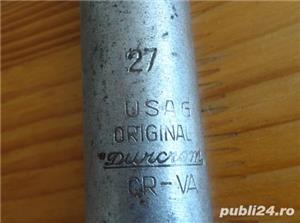 27
USAG
ORIGINAL
"Durcrom"
CR-VA
publi24.ro